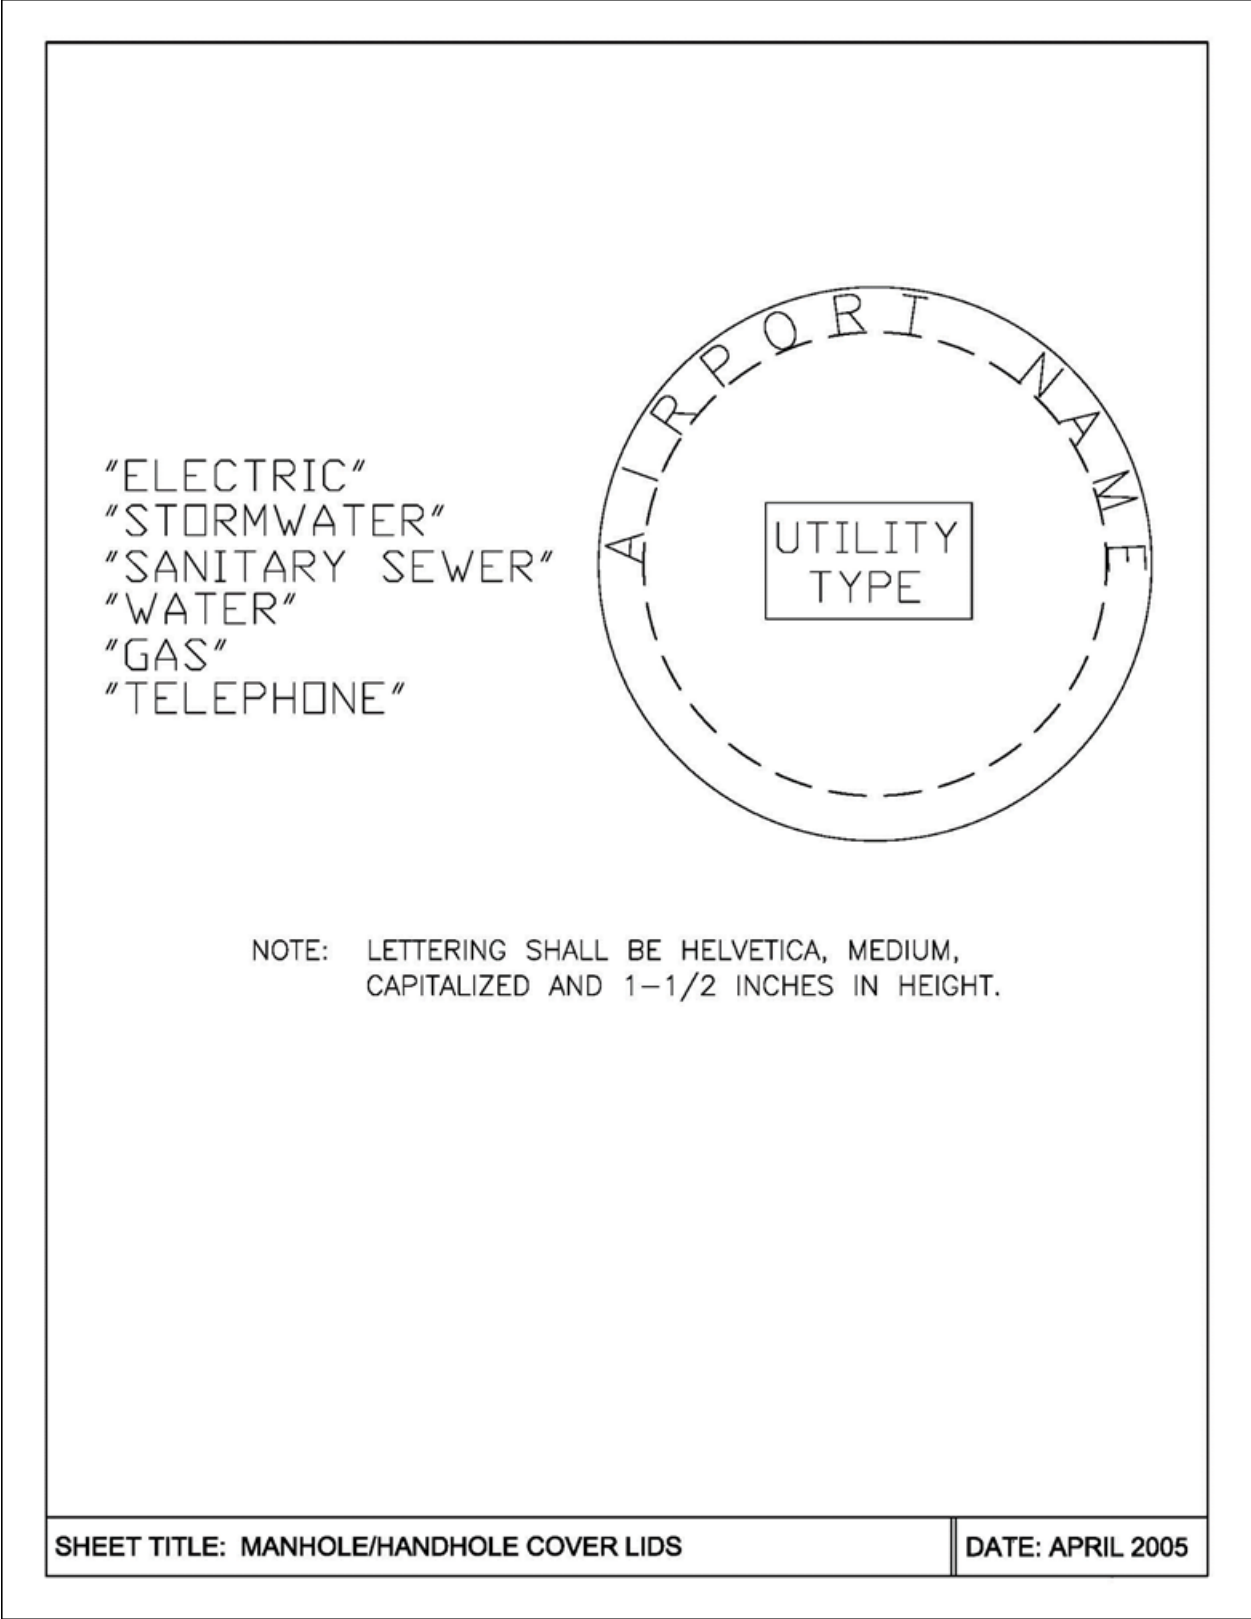 AIRPORT NAME
"ELECTRIC"
"STORMWATER"
"SANITARY SEWER"
"WATER"
"GAS"
"TELEPHONE"
UTILITY
TYPE
NOTE: LETTERING SHALL BE HELVETICA, MEDIUM,
CAPITALIZED AND 1-1/2 INCHES IN HEIGHT.
SHEET TITLE: MANHOLE/HANDHOLE COVER LIDS
DATE: APRIL 2005